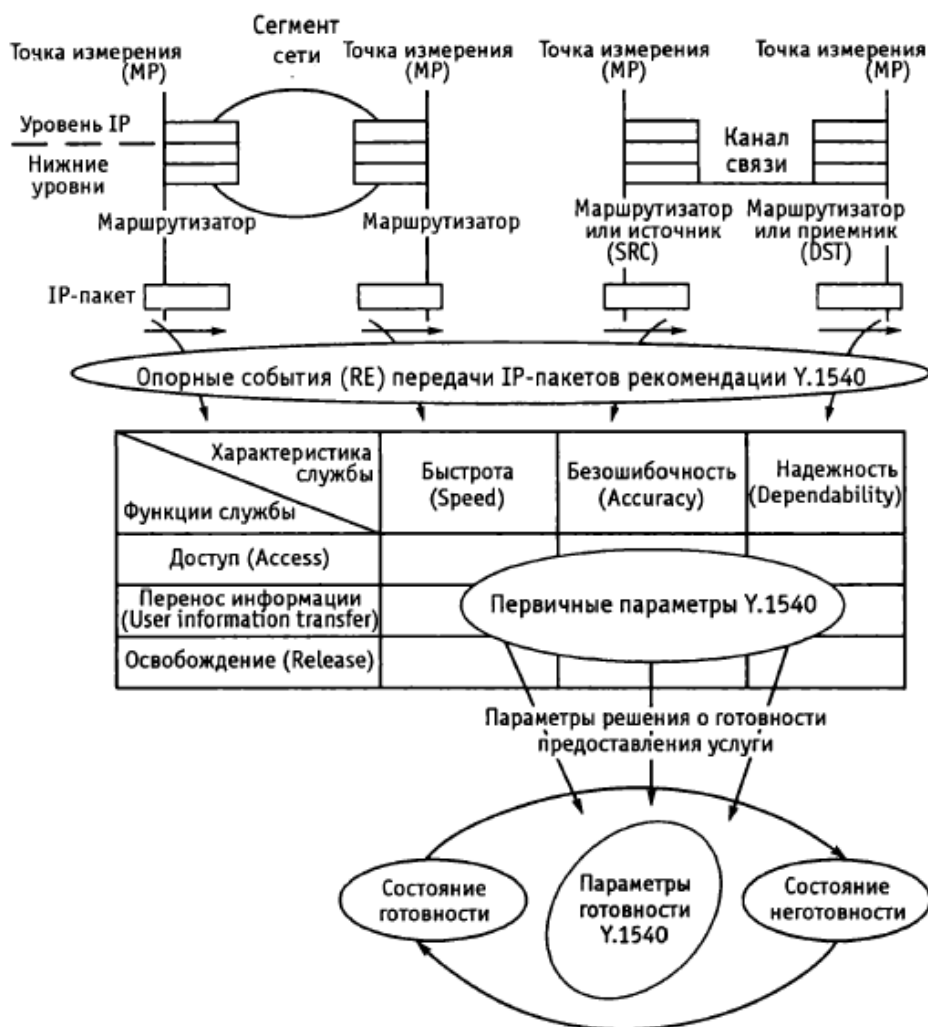 Точка измерения
(MP)
Сегмент
сети
Точка измерения
(MP)
Точка измерения
(MP)
Точка измерения
(MP)
Уровень IP
Нижние
уровни
Канал
связи
Маршрутизатор
Маршрутизатор
Маршрутизатор
или источник
(SRC)
Маршрутизатор
или приемник
(DST)
IP-пакет
Опорные события (RE) передачи IP-пакетов рекомендации Y.1540
Характеристика
службы
Функции службы
Быстрота
(Speed)
Безошибочность
(Accuracy)
Надежность
(Dependability)
Доступ (Access)
Перенос информации
(User information transfer)
Освобождение (Release)
Первичные параметры Y.1540
Параметры решения о готовности
предоставления услуги
Состояние
готовности
Параметры
готовности
Y.1540
Состояние
неготовности